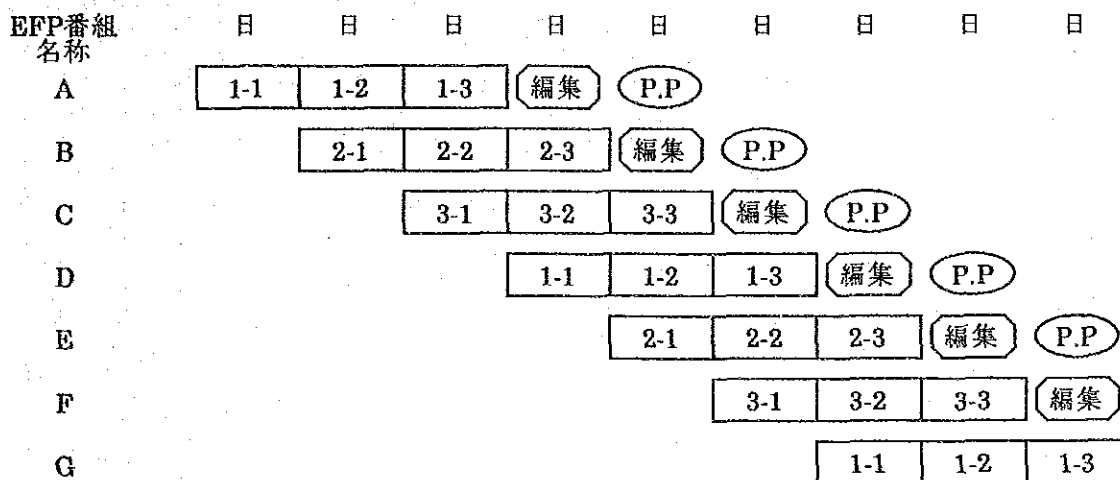 EFP番組 日 日 日 日 日 日 日 日 日
名称
A 1-1 1-2 1-3 編集 P.P
B 2-1 2-2 2-3 編集 P.P
C 3-1 3-2 3-3 編集 P.P
D 1-1 1-2 1-3 編集 P.P
E 2-1 2-2 2-3 編集 P.P
F 3-1 3-2 3-3 編集
G 1-1 1-2 1-3